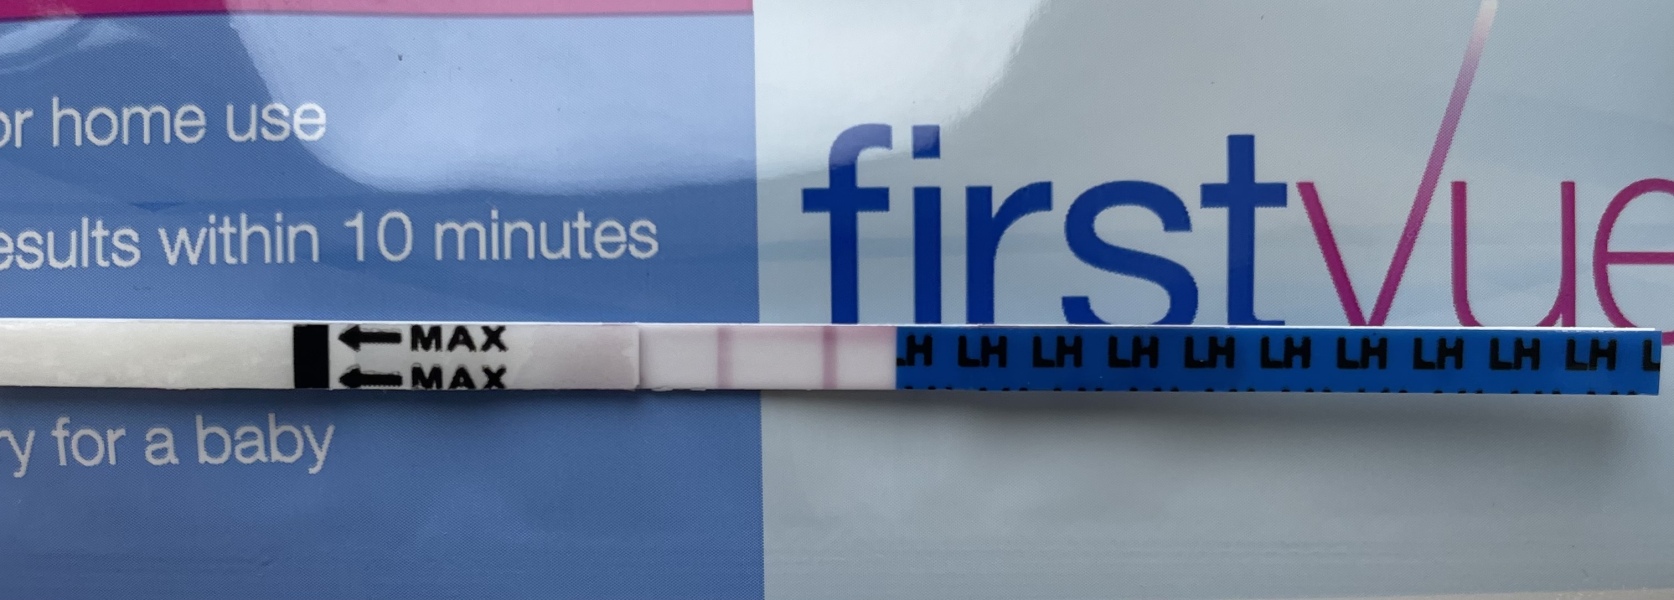 or home use
esults within 10 minutes
ry for a baby
firstvue
MAX
MAX
LH LH LH LH LH LH LH LH LH LH L